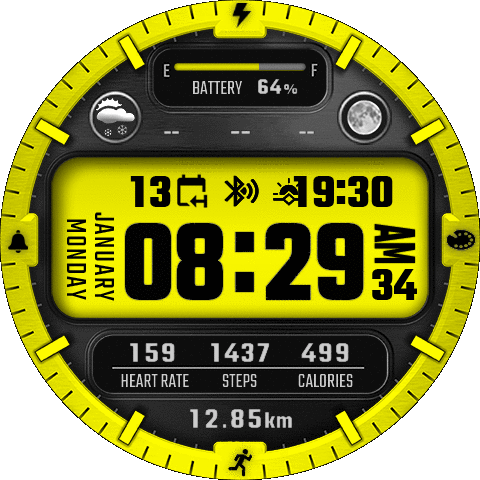 E F
BATTERY 64%
-- -- --
13 19:30
JANUARY
MONDAY
08:29
AM
34
159 1437 499
HEART RATE STEPS CALORIES
12.85km